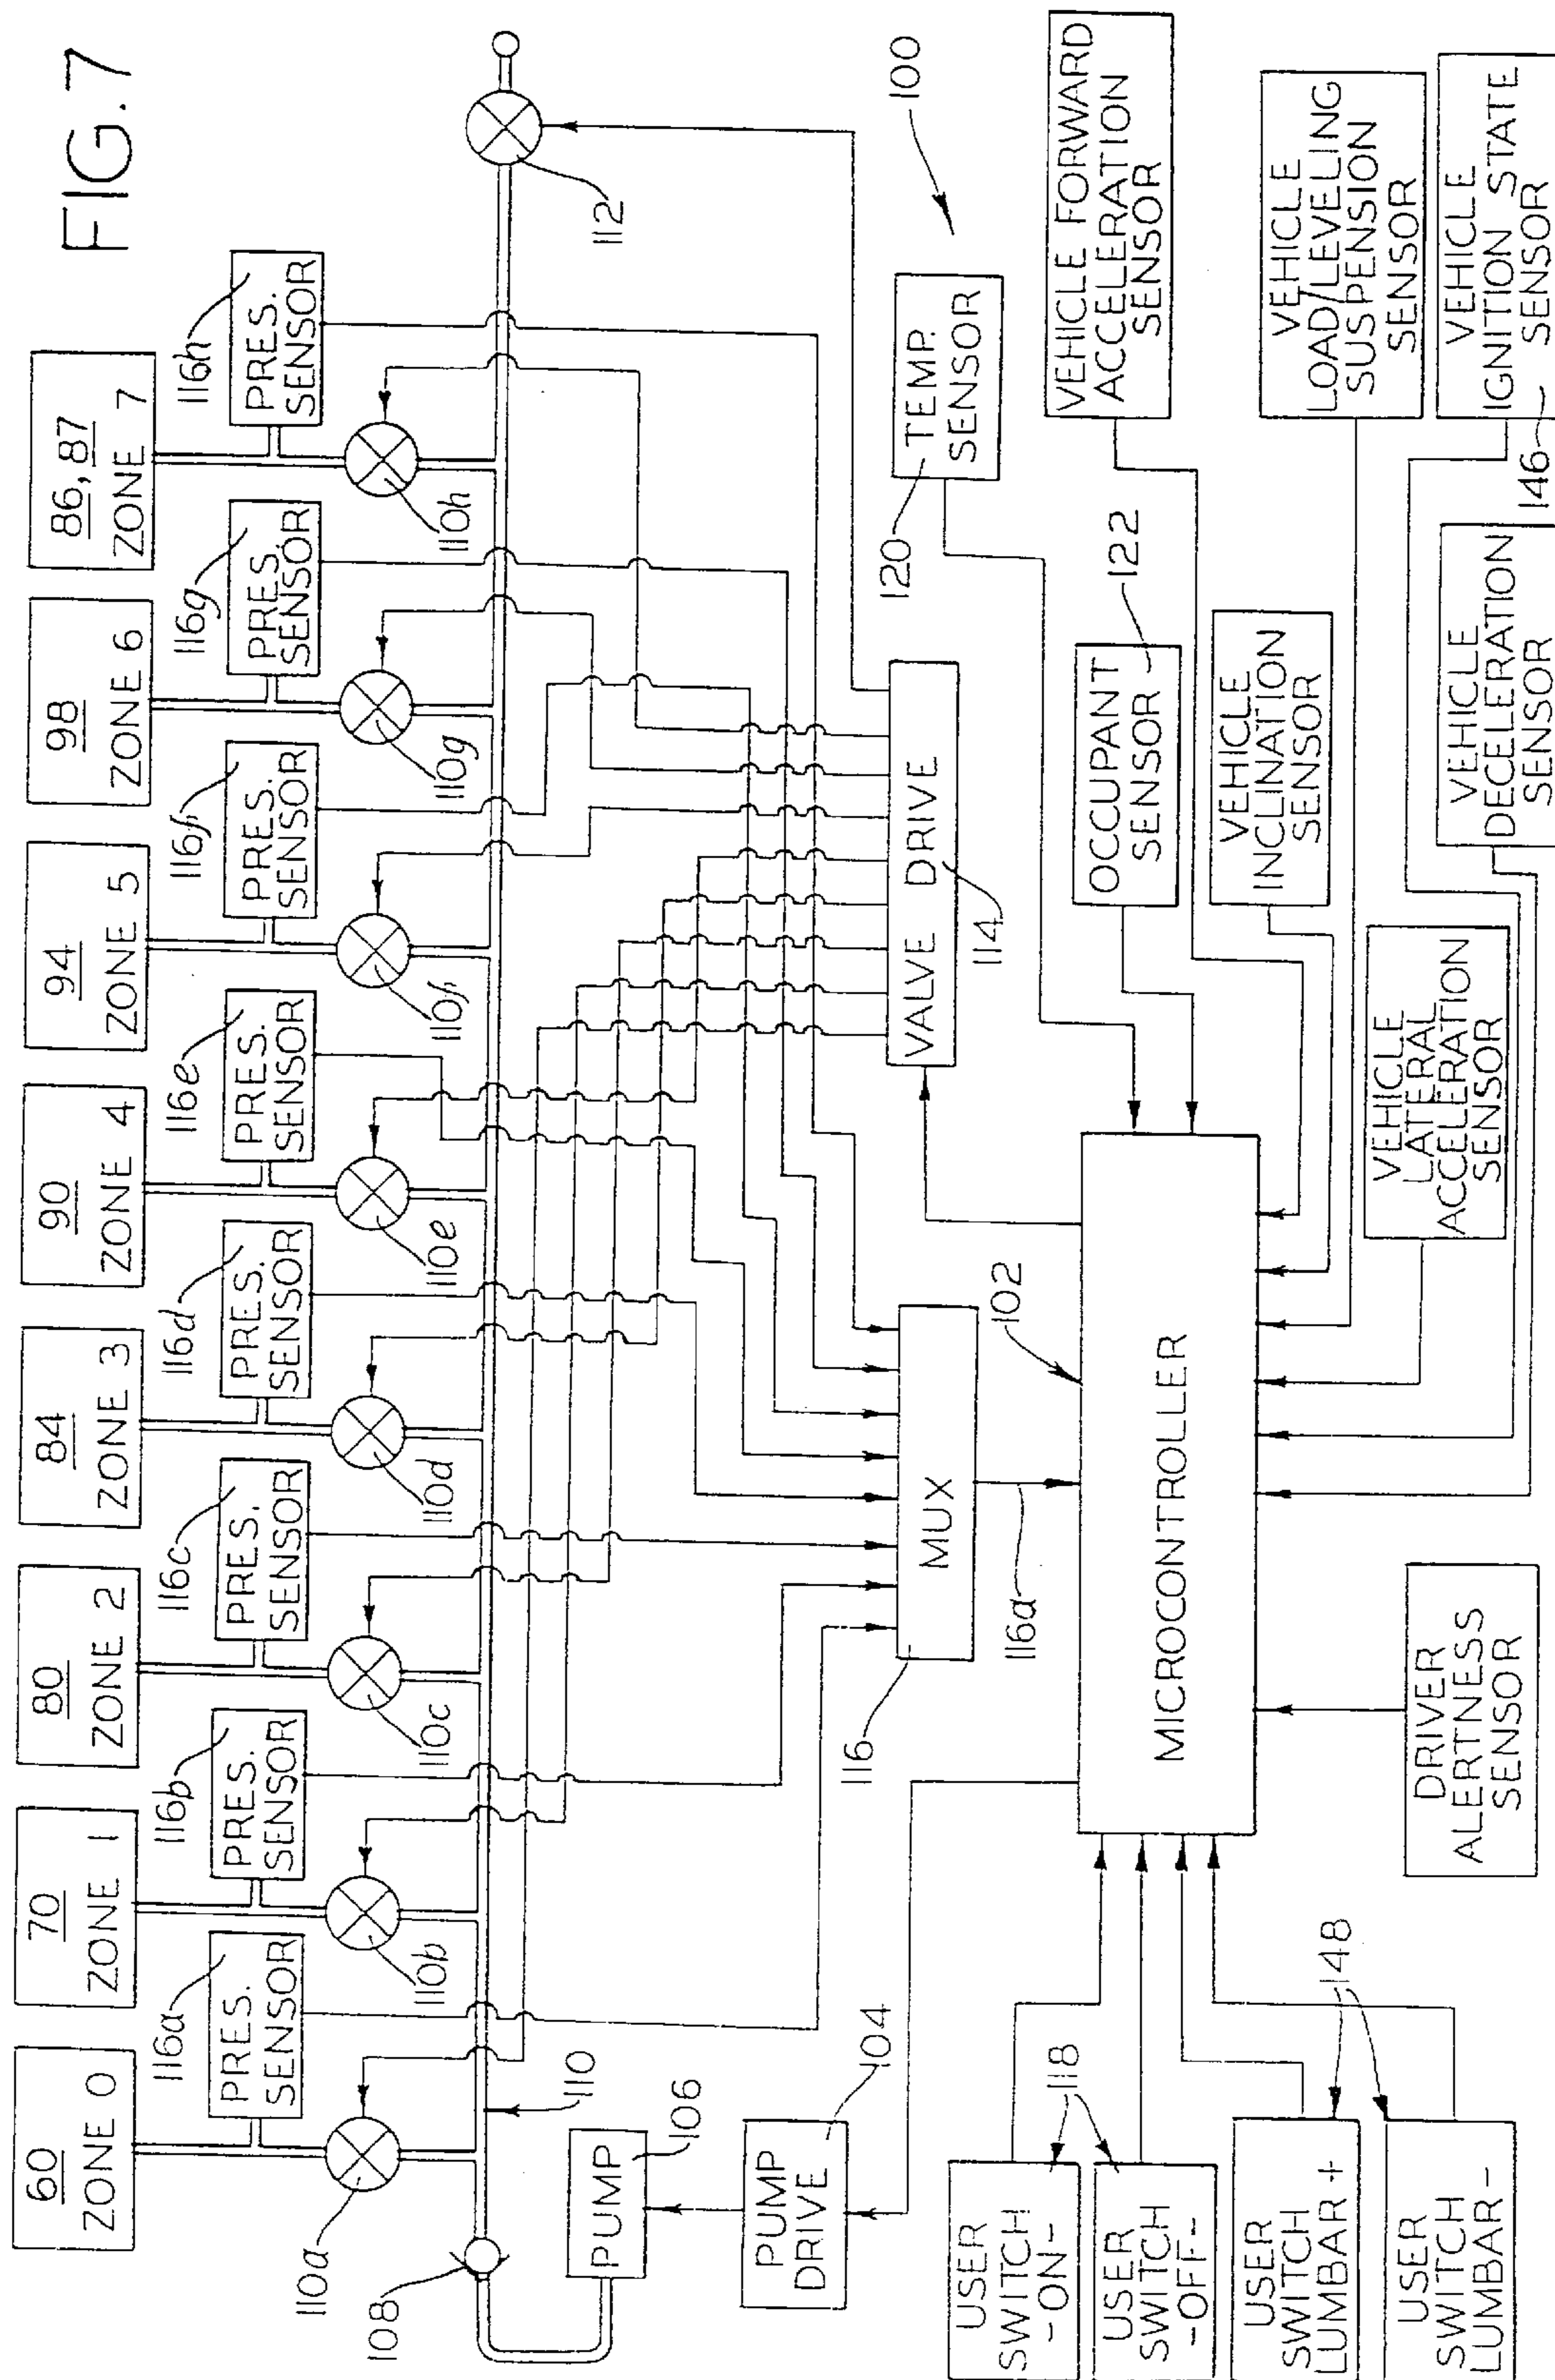 FIG.7
60
ZONE 0
70
ZONE 1
80
ZONE 2
84
ZONE 3
90
ZONE 4
94
ZONE 5
98
ZONE 6
86, 87
ZONE 7
116a
PRES.
SENSOR
116b
PRES.
SENSOR
116c
PRES.
SENSOR
116d
PRES.
SENSOR
116e
PRES.
SENSOR
116f
PRES.
SENSOR
116g
PRES.
SENSOR
116h
PRES.
SENSOR
110a
110b
110c
110d
110e
110f
110g
110h
108
110
112
PUMP
106
PUMP
DRIVE
104
116
MUX
116a
VALVE DRIVE
114
120
TEMP.
SENSOR
100
102
MICROCONTROLLER
OCCUPANT
SENSOR
122
VEHICLE FORWARD
ACCELERATION
SENSOR
VEHICLE
INCLINATION
SENSOR
VEHICLE
LOAD/LEVELING
SUSPENSION
SENSOR
VEHICLE
LATERAL
ACCELERATION
SENSOR
VEHICLE
IGNITION STATE
SENSOR
146
VEHICLE
DECELERATION
SENSOR
DRIVER
ALERTNESS
SENSOR
USER
SWITCH
-ON-
118
USER
SWITCH
-OFF-
USER
SWITCH
LUMBAR +
148
USER
SWITCH
LUMBAR -